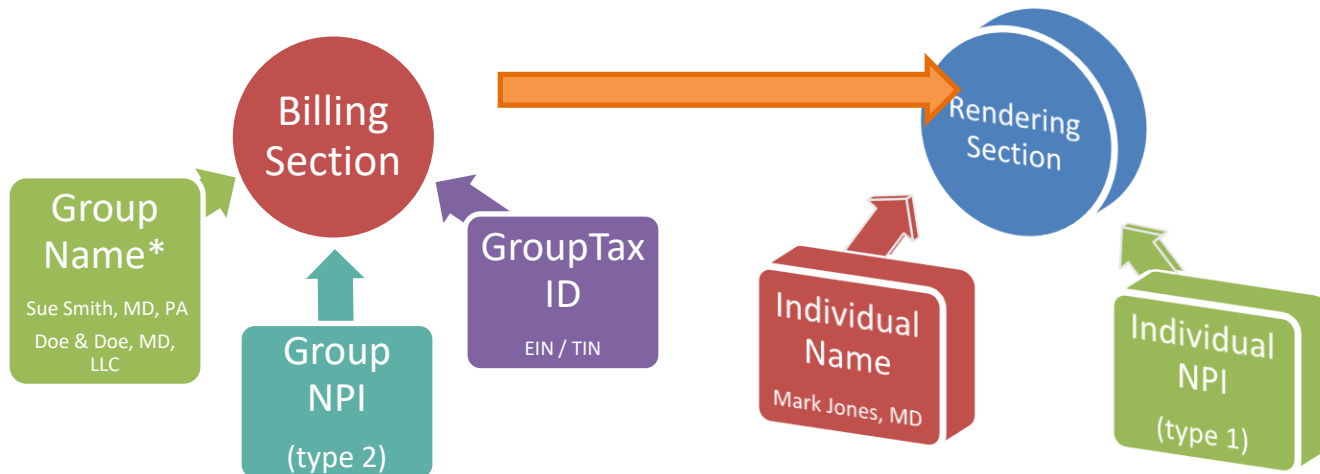 Billing
Section
Rendering
Section
Group
Name*
Sue Smith, MD, PA
Doe & Doe, MD,
LLC
Group
NPI
(type 2)
GroupTax
ID
EIN / TIN
Individual
Name
Mark Jones, MD
Individual
NPI
(type 1)